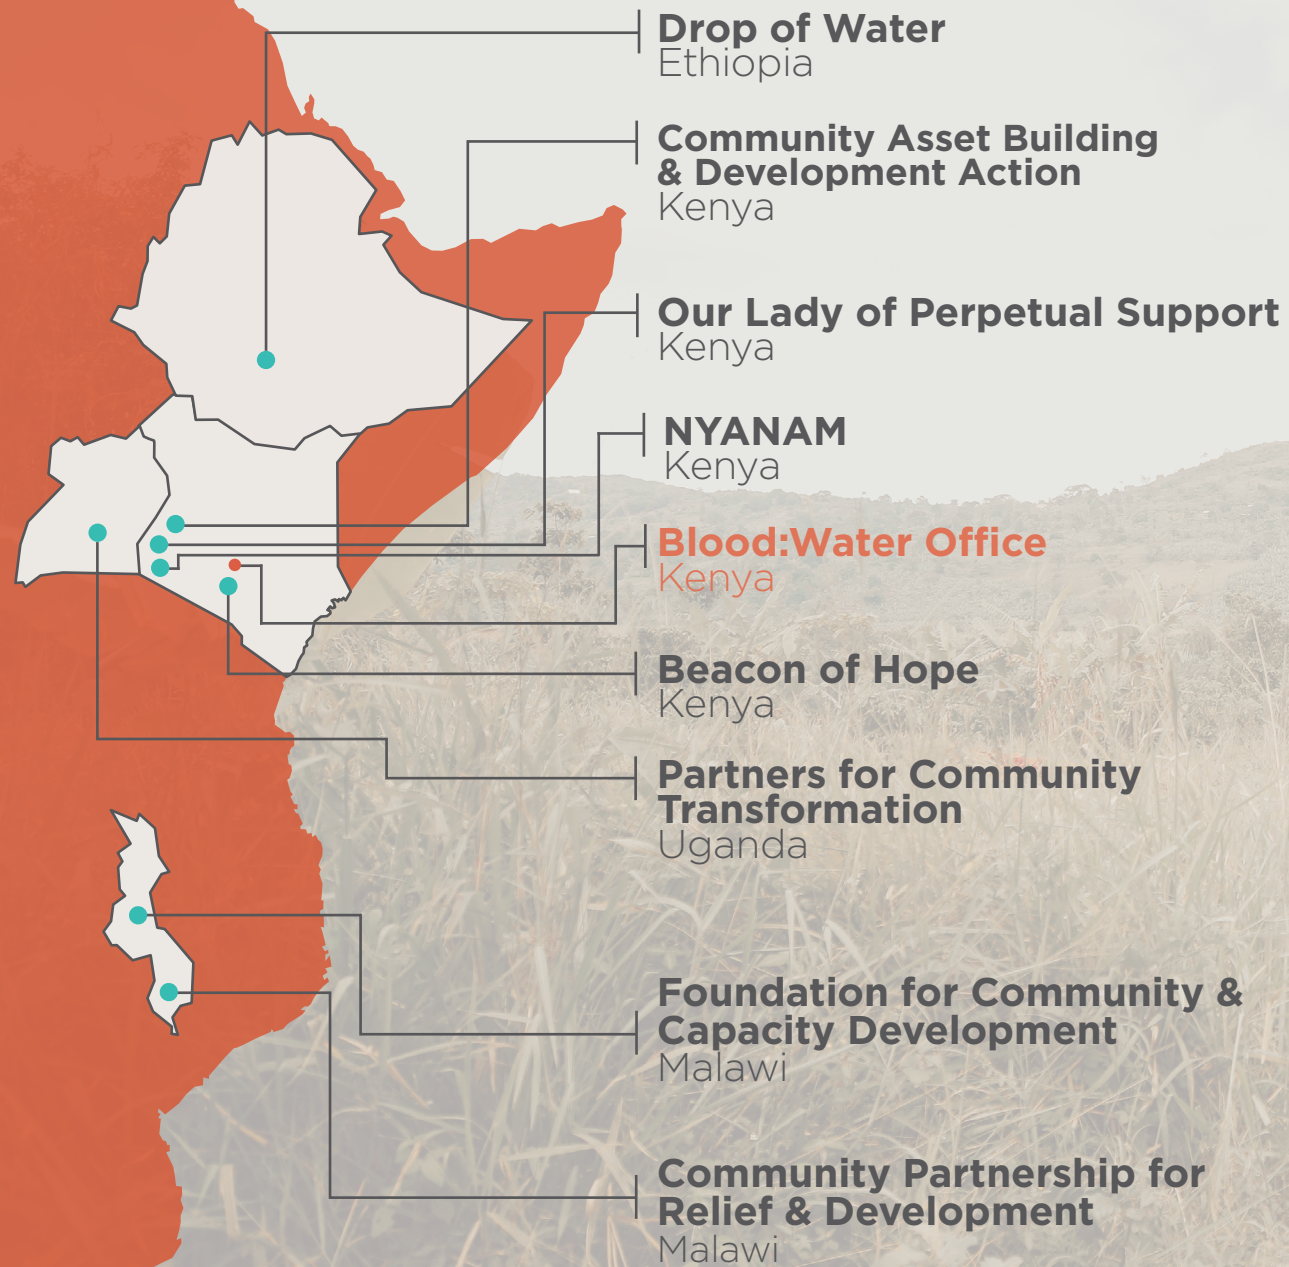 Drop of Water
Ethiopia
Community Asset Building
& Development Action
Kenya
Our Lady of Perpetual Support
Kenya
NYANAM
Kenya
Blood:Water Office
Kenya
Beacon of Hope
Kenya
Partners for Community
Transformation
Uganda
Foundation for Community &
Capacity Development
Malawi
Community Partnership for
Relief & Development
Malawi